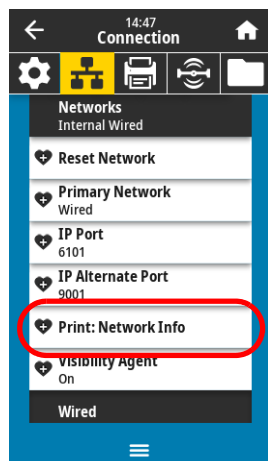 14:47
Connection
Networks
Internal Wired
Reset Network
Primary Network
Wired
IP Port
6101
IP Alternate Port
9001
Print: Network Info
Visibility Agent
On
Wired